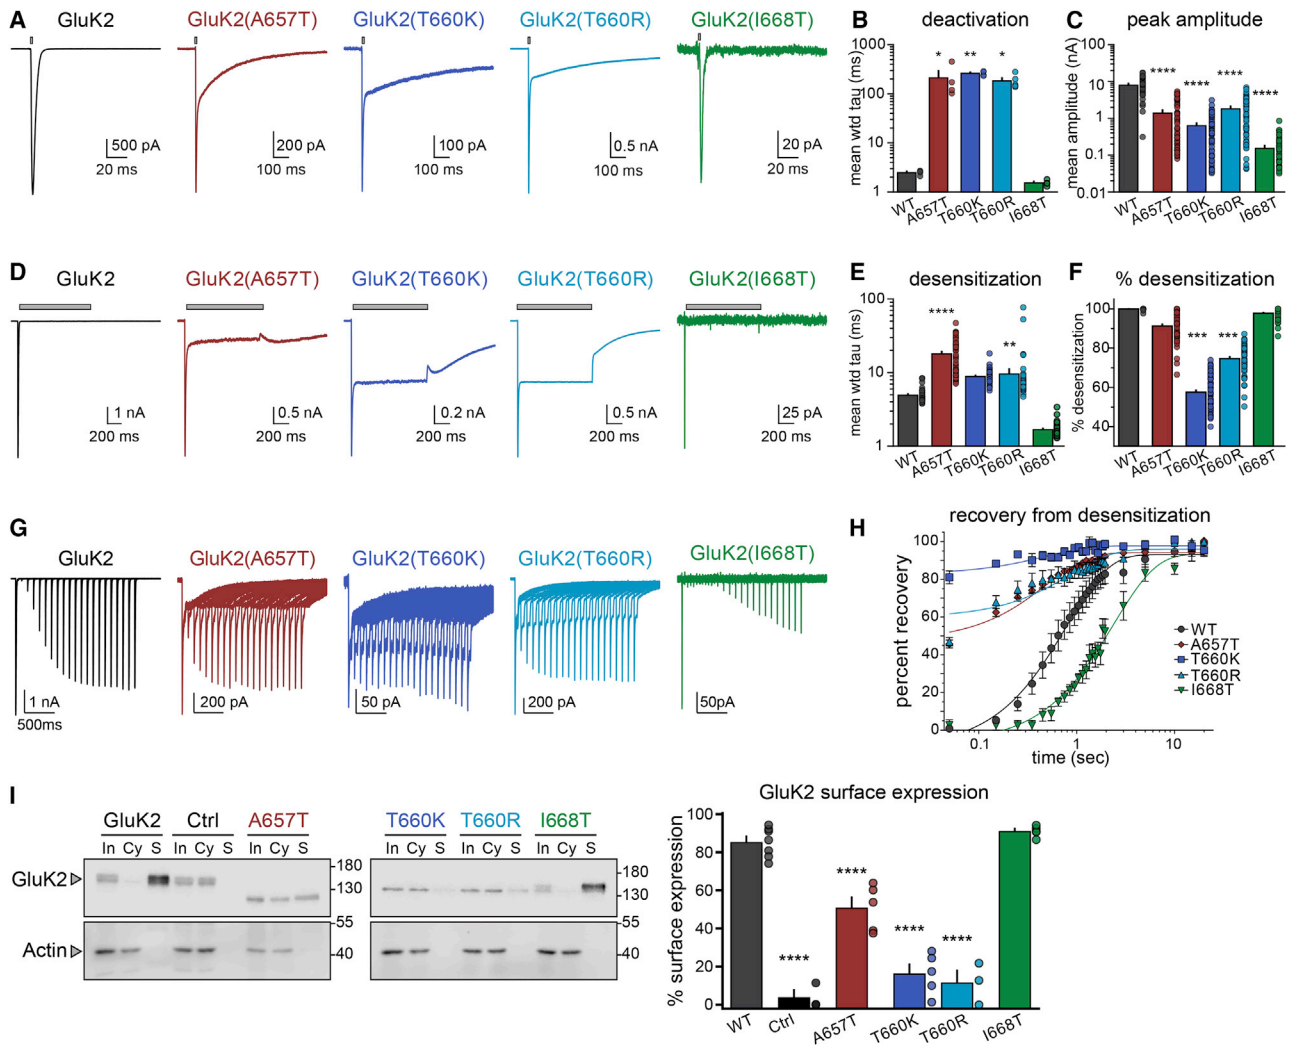 A
GluK2
GluK2(A657T)
GluK2(T660K)
GluK2(T660R)
GluK2(I668T)
500 pA
20 ms
200 pA
100 ms
100 pA
100 ms
0.5 nA
100 ms
20 pA
20 ms
B
deactivation
mean wtd tau (ms)
1000
100
10
1
*
**
*
WT
A657T
T660K
T660R
I668T
C
peak amplitude
mean amplitude (nA)
100
10
1
0.1
0.01
****
****
****
****
WT
A657T
T660K
T660R
I668T
D
GluK2
GluK2(A657T)
GluK2(T660K)
GluK2(T660R)
GluK2(I668T)
1 nA
200 ms
0.5 nA
200 ms
0.2 nA
200 ms
0.5 nA
200 ms
25 pA
200 ms
E
desensitization
mean wtd tau (ms)
100
10
1
****
**
WT
A657T
T660K
T660R
I668T
F
% desensitization
% desensitization
100
80
60
40
***
***
WT
A657T
T660K
T660R
I668T
G
GluK2
GluK2(A657T)
GluK2(T660K)
GluK2(T660R)
GluK2(I668T)
1 nA
500ms
200 pA
50 pA
200 pA
50pA
H
recovery from desensitization
percent recovery
100
80
60
40
20
0
WT
A657T
T660K
T660R
I668T
0.1
1
10
time (sec)
I
GluK2 Ctrl A657T
In Cy S In Cy S In Cy S
GluK2
180
130
Actin
55
40
T660K T660R I668T
In Cy S In Cy S In Cy S
180
130
55
40
GluK2 surface expression
% surface expression
100
80
60
40
20
0
****
****
****
****
WT
Ctrl
A657T
T660K
T660R
I668T